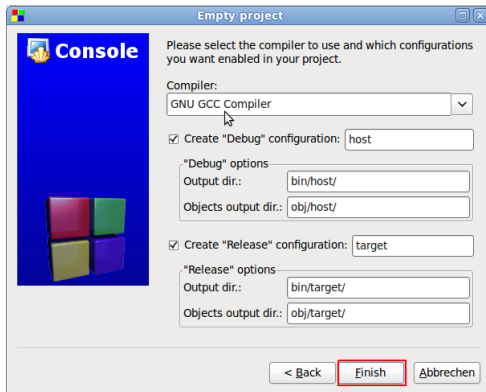 Empty project
Console
Please select the compiler to use and which configurations
you want enabled in your project.
Compiler:
GNU GCC Compiler
Create "Debug" configuration: host
"Debug" options
Output dir.: bin/host/
Objects output dir.: obj/host/
Create "Release" configuration: target
"Release" options
Output dir.: bin/target/
Objects output dir.: obj/target/
< Back Finish Abbrechen